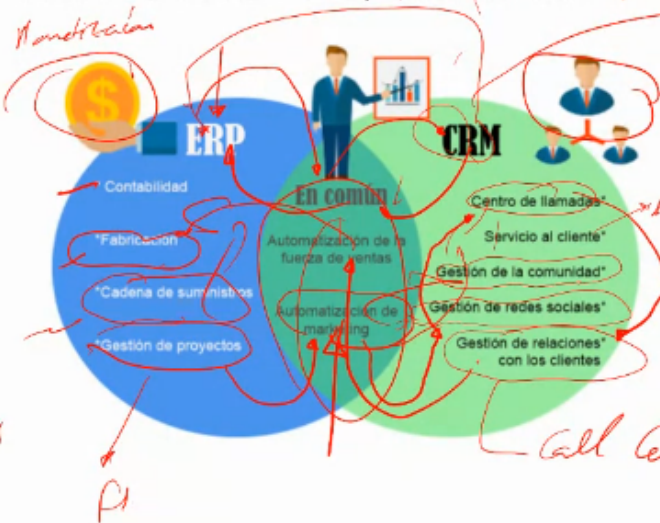 Monetización
$
ERP
CRM
En común
* Contabilidad
*Fabricación
*Cadena de suministros
*Gestión de proyectos
Automatización de la
fuerza de ventas
Automatización de
marketing
Centro de llamadas*
Servicio al cliente*
Gestión de la comunidad*
Gestión de redes sociales*
Gestión de relaciones*
con los clientes
Call